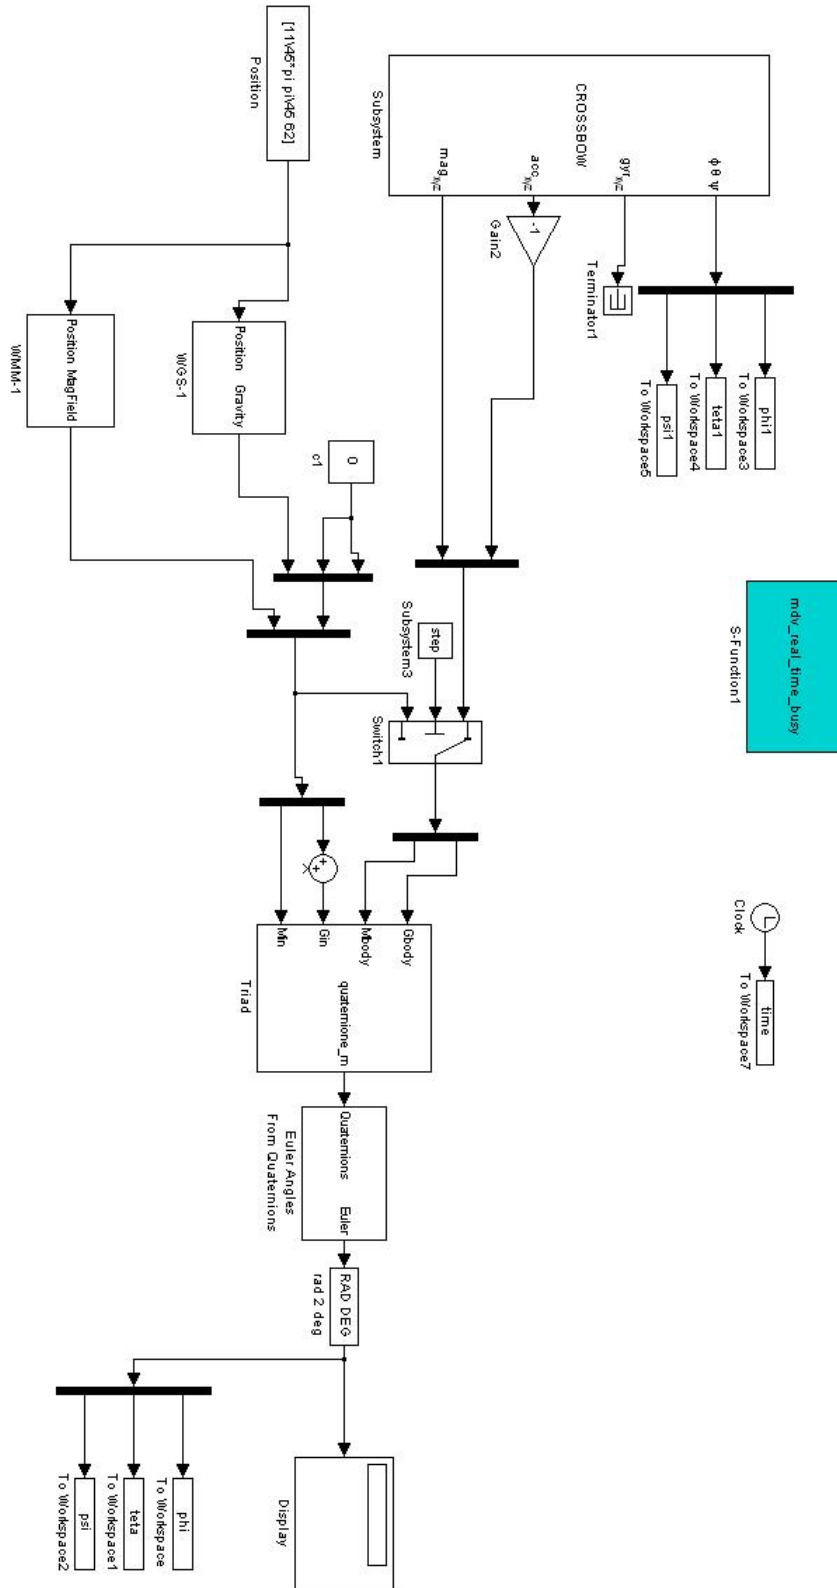 CROSSBOW
φ θ ψ
gyr_xyz
acc_xyz
mag_xyz
Subsystem
phi1
To Workspace3
teta1
To Workspace4
psi1
To Workspace5
Terminator1
-1
Gain2
[11\45*pi pi\45 62]
Position
Position Gravity
WGS-1
Position MagField
WMM-1
0
c1
mdv_real_time_busy
S-Function1
step
Subsystem3
Switch1
Clock
time
To Workspace7
+
+
Gbody
Mbody
Gin
Min
quaternione_m
Triad
Quaternions Euler
Euler Angles
From Quaternions
RAD DEG
rad 2 deg
Display
phi
To Workspace
teta
To Workspace1
psi
To Workspace2